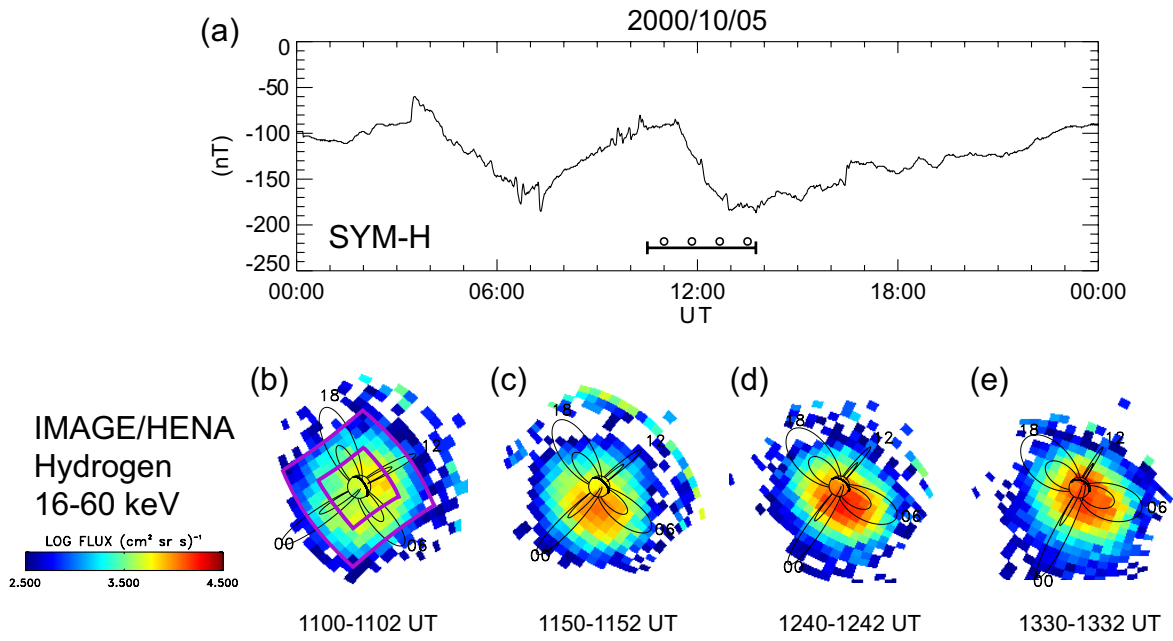 2000/10/05
(a)
0
-50
-100
-150
-200
-250
(nT)
SYM-H
00:00
06:00
12:00
18:00
00:00
UT
IMAGE/HENA
Hydrogen
16-60 keV
LOG FLUX (cm² sr s)⁻¹
2.500
3.500
4.500
(b)
18
12
00
06
1100-1102 UT
(c)
18
12
00
06
1150-1152 UT
(d)
18
12
00
06
1240-1242 UT
(e)
18
12
00
06
1330-1332 UT